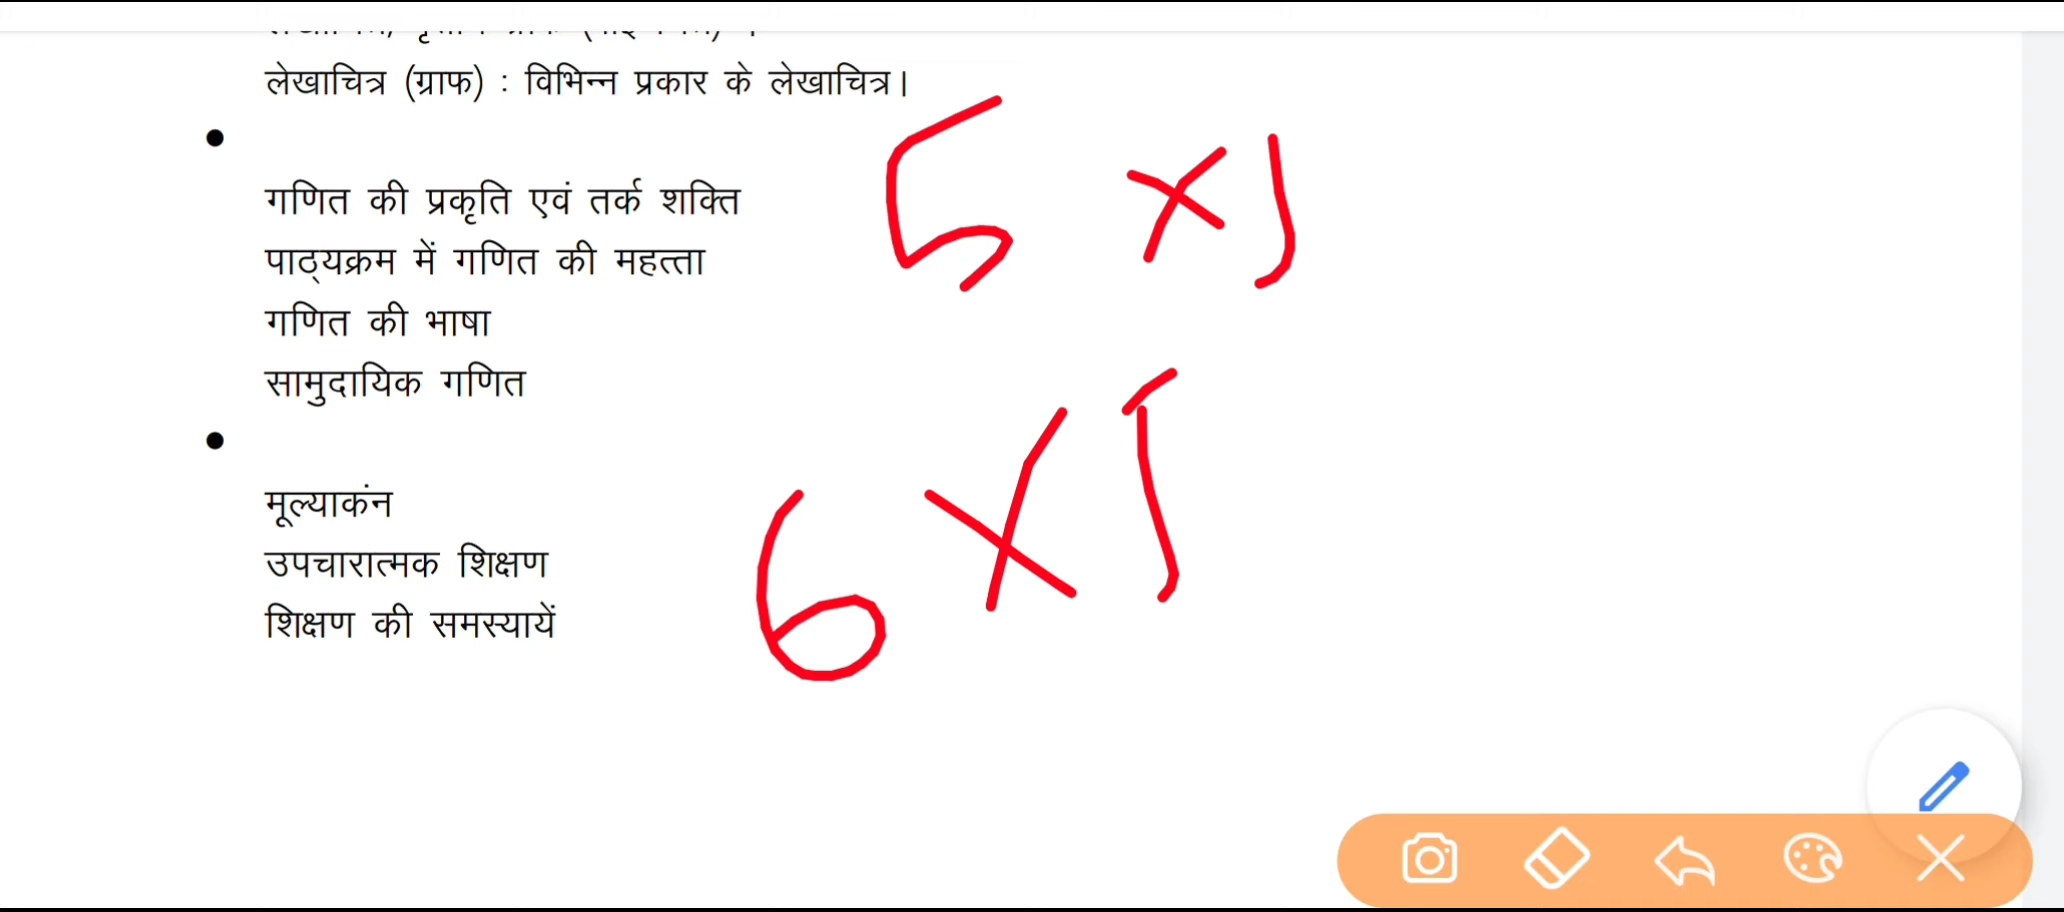 लेखाचित्र (ग्राफ) : विभिन्न प्रकार के लेखाचित्र।
गणित की प्रकृति एवं तर्क शक्ति
पाठ्यक्रम में गणित की महत्ता
गणित की भाषा
सामुदायिक गणित
5 × 1
मूल्याकंन
उपचारात्मक शिक्षण
शिक्षण की समस्यायें
6 × 1